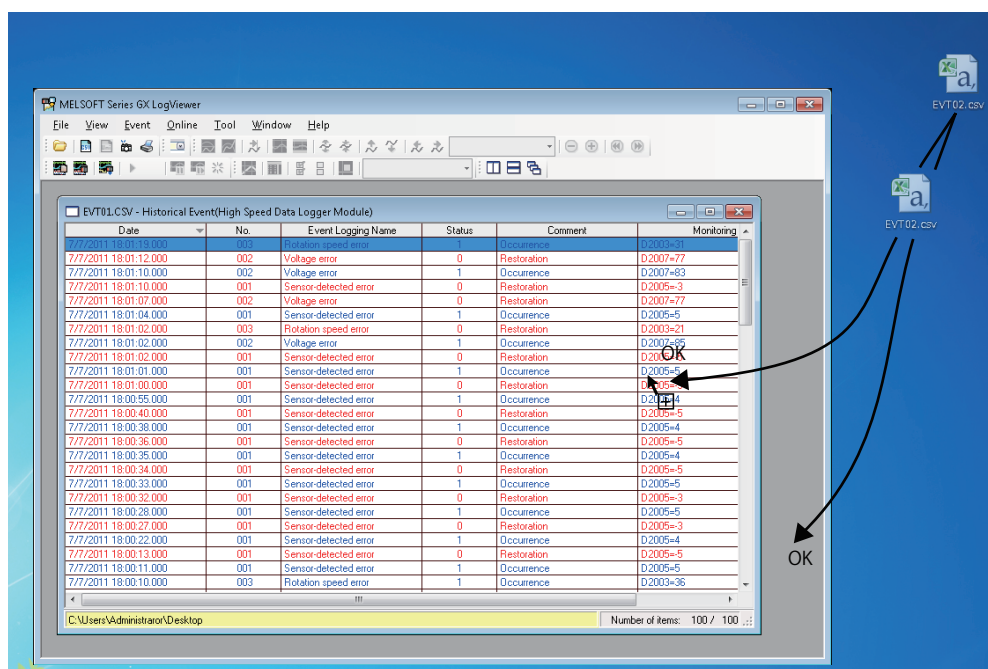 EVT02.csv
MELSOFT Series GX LogViewer
File View Event Online Tool Window Help
EVT02.csv
EVT01.CSV - Historical Event(High Speed Data Logger Module)
Date No. Event Logging Name Status Comment Monitoring
7/7/2011 18:01:19.000 003 Rotation speed error 1 Occurrence D2003=31
7/7/2011 18:01:12.000 002 Voltage error 0 Restoration D2007=77
7/7/2011 18:01:10.000 002 Voltage error 1 Occurrence D2007=83
7/7/2011 18:01:10.000 001 Sensor-detected error 0 Restoration D2005=-3
7/7/2011 18:01:07.000 002 Voltage error 0 Restoration D2007=77
7/7/2011 18:01:04.000 001 Sensor-detected error 1 Occurrence D2005=5
7/7/2011 18:01:02.000 003 Rotation speed error 0 Restoration D2003=21
7/7/2011 18:01:02.000 002 Voltage error 1 Occurrence D2007=85
7/7/2011 18:01:02.000 001 Sensor-detected error 0 Restoration
OK
7/7/2011 18:01:01.000 001 Sensor-detected error 1 Occurrence D2005=5
7/7/2011 18:01:00.000 001 Sensor-detected error 0 Restoration
7/7/2011 18:00:55.000 001 Sensor-detected error 1 Occurrence
7/7/2011 18:00:40.000 001 Sensor-detected error 0 Restoration D2005=-5
7/7/2011 18:00:38.000 001 Sensor-detected error 1 Occurrence D2005=4
7/7/2011 18:00:36.000 001 Sensor-detected error 0 Restoration D2005=-5
7/7/2011 18:00:35.000 001 Sensor-detected error 1 Occurrence D2005=4
7/7/2011 18:00:34.000 001 Sensor-detected error 0 Restoration D2005=-5
7/7/2011 18:00:33.000 001 Sensor-detected error 1 Occurrence D2005=5
7/7/2011 18:00:32.000 001 Sensor-detected error 0 Restoration D2005=-3
7/7/2011 18:00:28.000 001 Sensor-detected error 1 Occurrence D2005=5
7/7/2011 18:00:27.000 001 Sensor-detected error 0 Restoration D2005=-3
7/7/2011 18:00:22.000 001 Sensor-detected error 1 Occurrence D2005=4
7/7/2011 18:00:13.000 001 Sensor-detected error 0 Restoration D2005=-5
OK
7/7/2011 18:00:11.000 001 Sensor-detected error 1 Occurrence D2005=5
7/7/2011 18:00:10.000 003 Rotation speed error 1 Occurrence D2003=36
C:\Users\Administraror\Desktop Number of items: 100 / 100